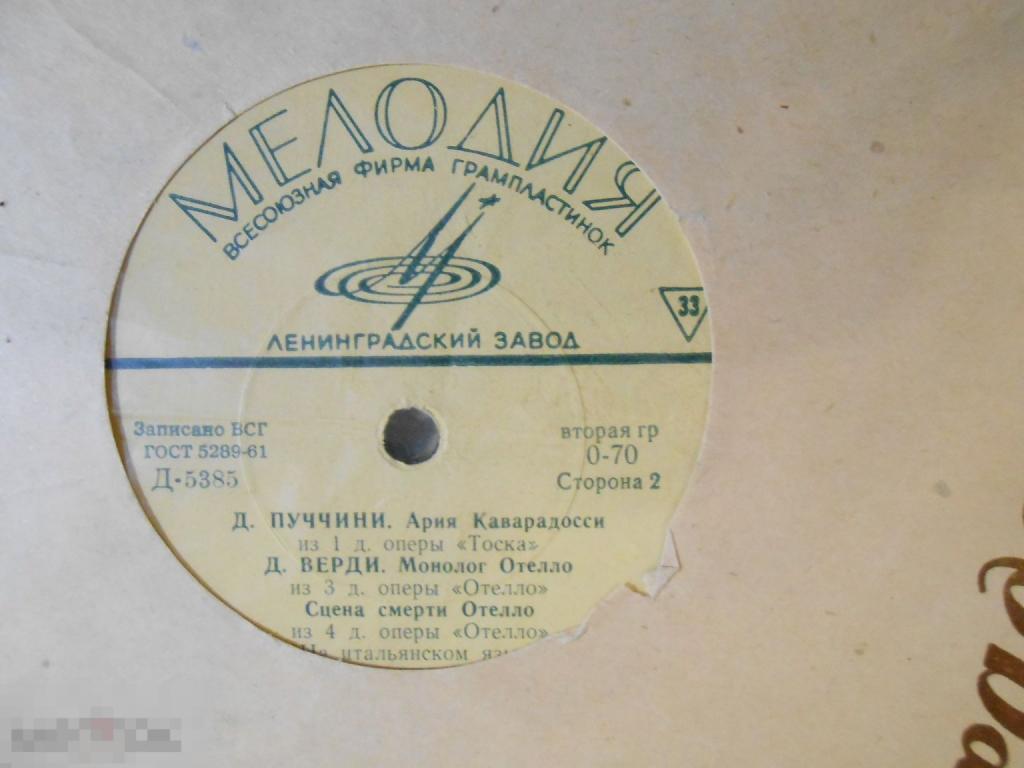 МЕЛОДИЯ
ВСЕСОЮЗНАЯ ФИРМА ГРАМПЛАСТИНОК
33
ЛЕНИНГРАДСКИЙ ЗАВОД
Записано ВСГ
ГОСТ 5289-61
Д-5385
вторая гр
0-70
Сторона 2
Д. ПУЧЧИНИ. Ария Каварадосси
из 1 д. оперы «Тоска»
Д. ВЕРДИ. Монолог Отелло
из 3 д. оперы «Отелло»
Сцена смерти Отелло
из 4 д. оперы «Отелло»
На итальянском яз